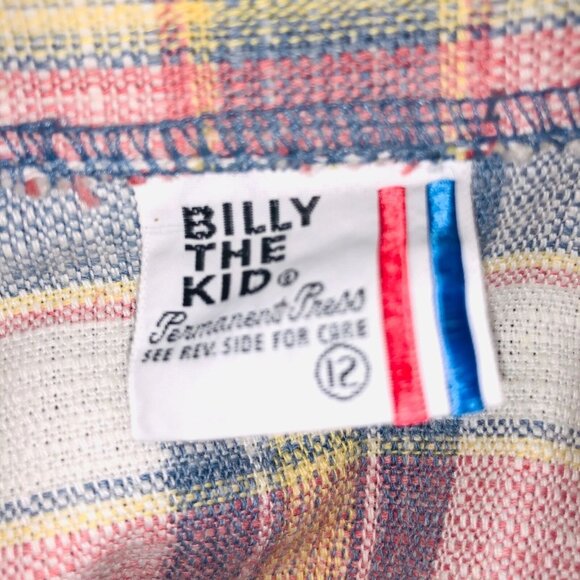 BILLY
THE
KID®
Permanent Press
SEE REV. SIDE FOR CARE
12